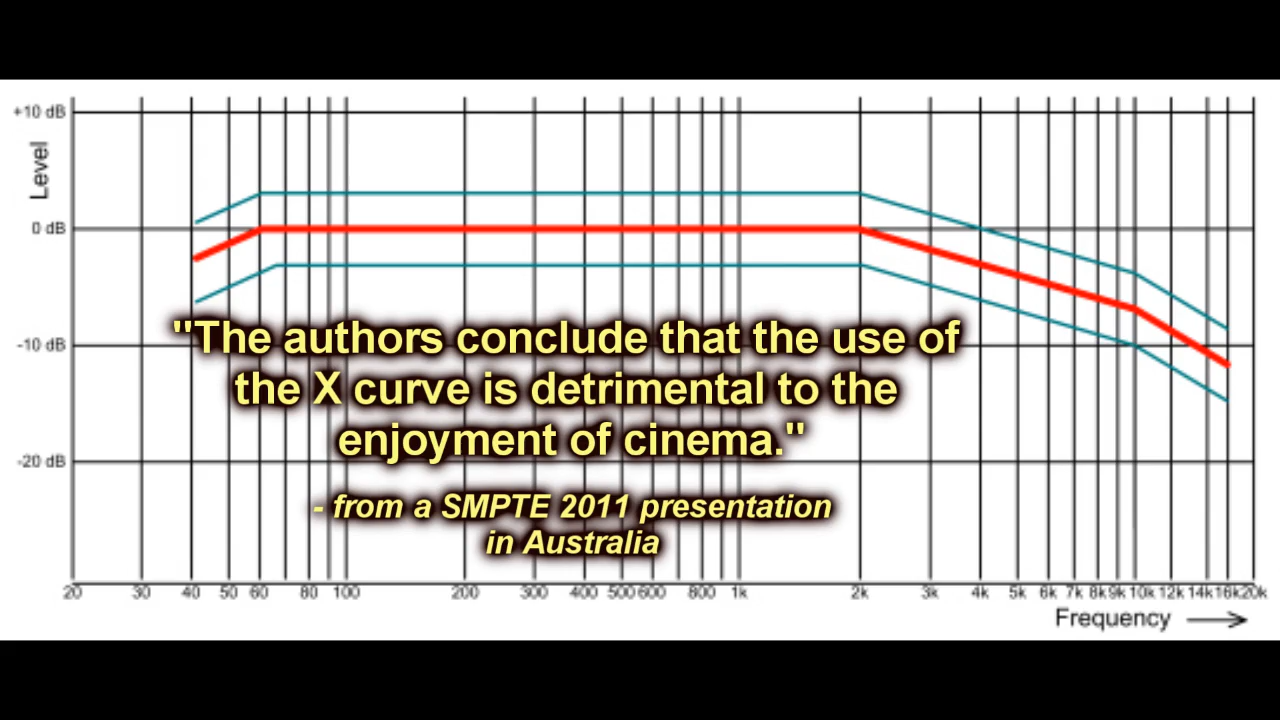 +10 dB
Level
0 dB
"The authors conclude that the use of
-10 dB
the X curve is detrimental to the
enjoyment of cinema."
-20 dB
- from a SMPTE 2011 presentation
in Australia
20 30 40 50 60 80 100 200 300 400 500 600 800 1k 2k 3k 4k 5k 6k 7k 8k 9k 10k 12k 14k 16k 20k
Frequency